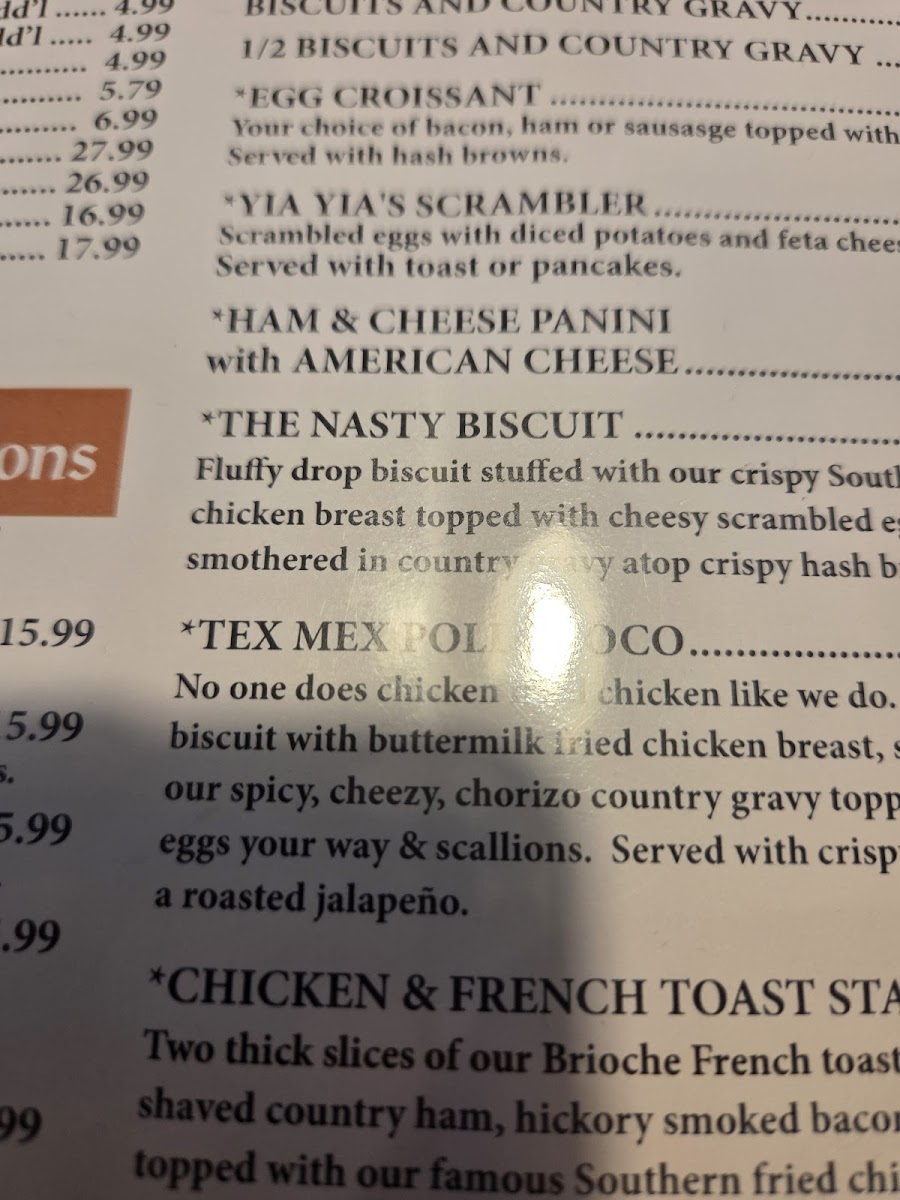 4.99
4.99
4.99
5.79
6.99
27.99
26.99
16.99
17.99
ons
15.99
5.99
s.
5.99
.99
99
BISCUITS AND COUNTRY GRAVY
1/2 BISCUITS AND COUNTRY GRAVY
*EGG CROISSANT
Your choice of bacon, ham or sausasge topped with
Served with hash browns.
*YIA YIA'S SCRAMBLER
Scrambled eggs with diced potatoes and feta chees
Served with toast or pancakes.
*HAM & CHEESE PANINI
with AMERICAN CHEESE
*THE NASTY BISCUIT
Fluffy drop biscuit stuffed with our crispy South
chicken breast topped with cheesy scrambled eg
smothered in country gravy atop crispy hash b
*TEX MEX
No one does chicken chicken like we do.
biscuit with buttermilk fried chicken breast, s
our spicy, cheezy, chorizo country gravy topp
eggs your way & scallions. Served with crisp
a roasted jalapeño.
*CHICKEN & FRENCH TOAST STA
Two thick slices of our Brioche French toast
shaved country ham, hickory smoked bacon
topped with our famous Southern fried chi